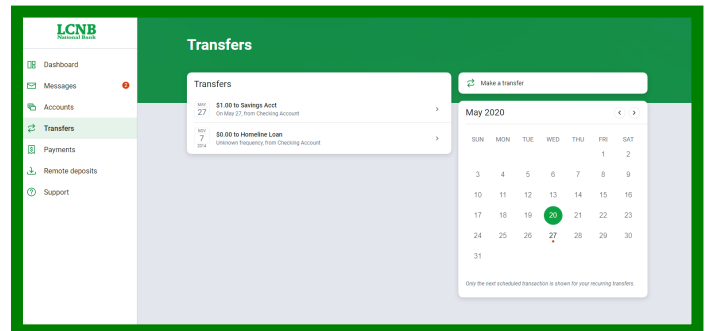 LCNB
National Bank
Dashboard
Messages 2
Accounts
Transfers
Payments
Remote deposits
Support
Transfers
Transfers
MAY
27
$1.00 to Savings Acct
On May 27, from Checking Account
NOV
7
2014
$0.00 to Homeline Loan
Unknown frequency, from Checking Account
Make a transfer
May 2020
SUN MON TUE WED THU FRI SAT
1 2
3 4 5 6 7 8 9
10 11 12 13 14 15 16
17 18 19 20 21 22 23
24 25 26 27 28 29 30
31
Only the next scheduled transaction is shown for your recurring transfers.